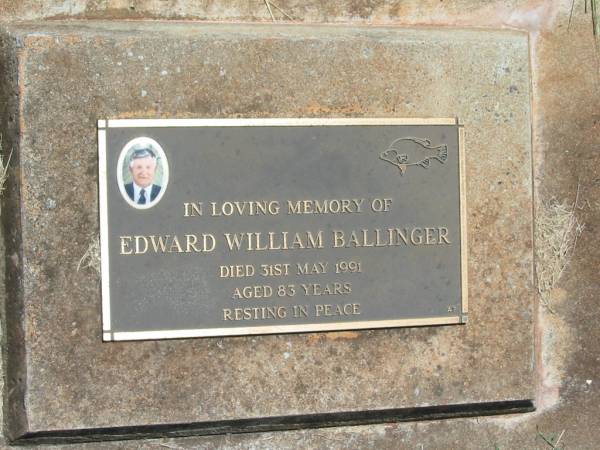 IN LOVING MEMORY OF
EDWARD WILLIAM BALLINGER
DIED 31ST MAY 1991
AGED 83 YEARS
RESTING IN PEACE